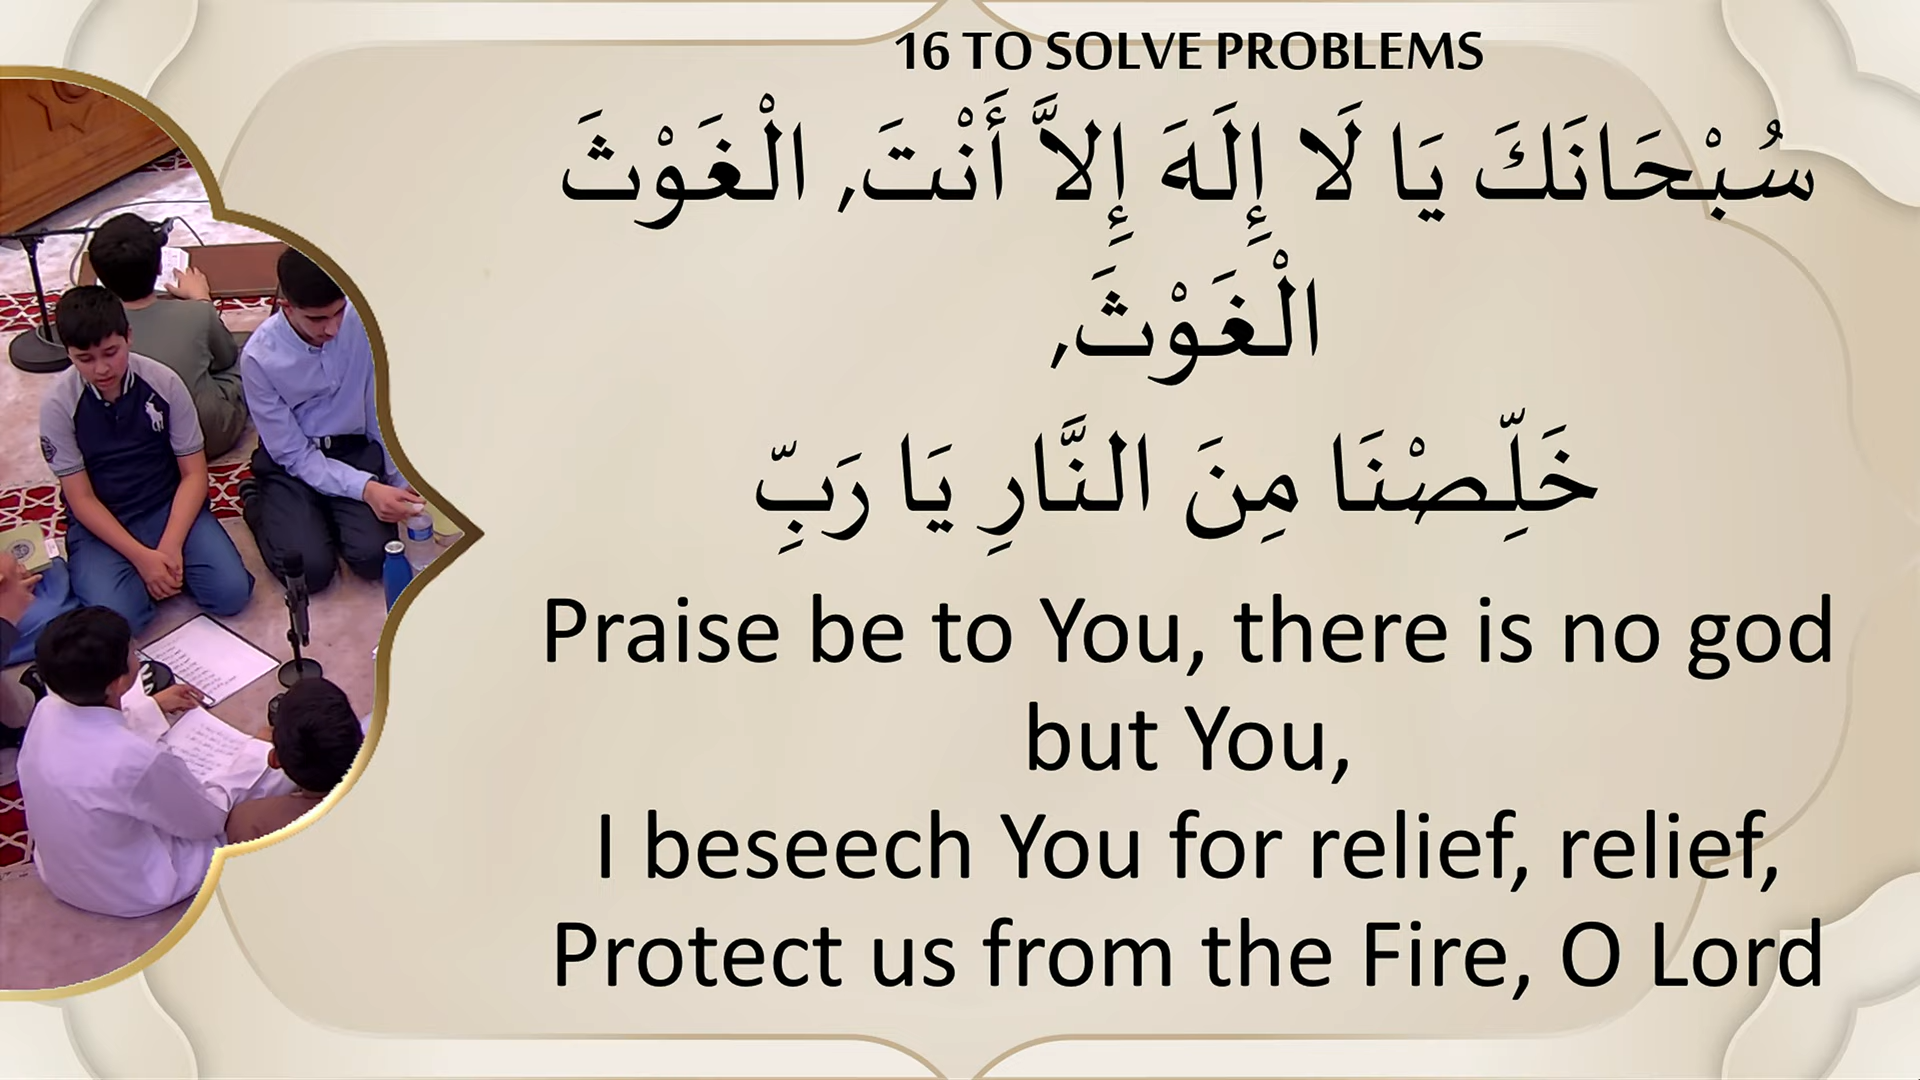 16 TO SOLVE PROBLEMS
سُبْحَانَكَ يَا لَا إِلَهَ إِلاَّ أَنْتَ, الْغَوْثَ
الْغَوْثَ,
خَلِّصْنَا مِنَ النَّارِ يَا رَبِّ
Praise be to You, there is no god
but You,
I beseech You for relief, relief,
Protect us from the Fire, O Lord